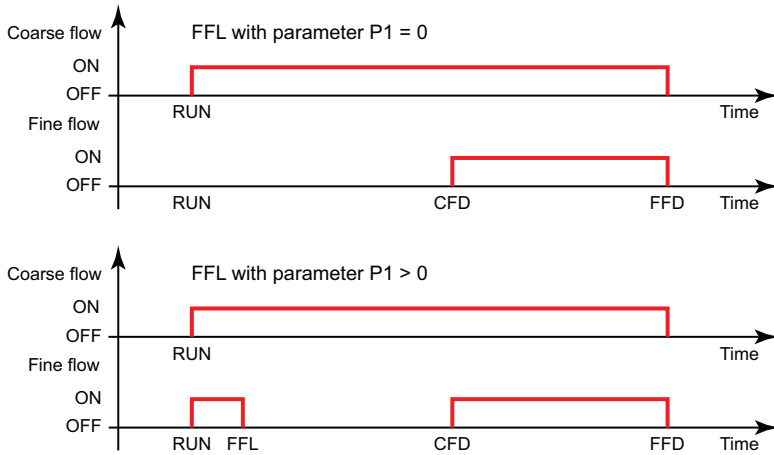 Coarse flow FFL with parameter P1 = 0
ON
OFF
RUN Time
Fine flow
ON
OFF
RUN CFD FFD Time
Coarse flow FFL with parameter P1 > 0
ON
OFF
RUN Time
Fine flow
ON
OFF
RUN FFL CFD FFD Time